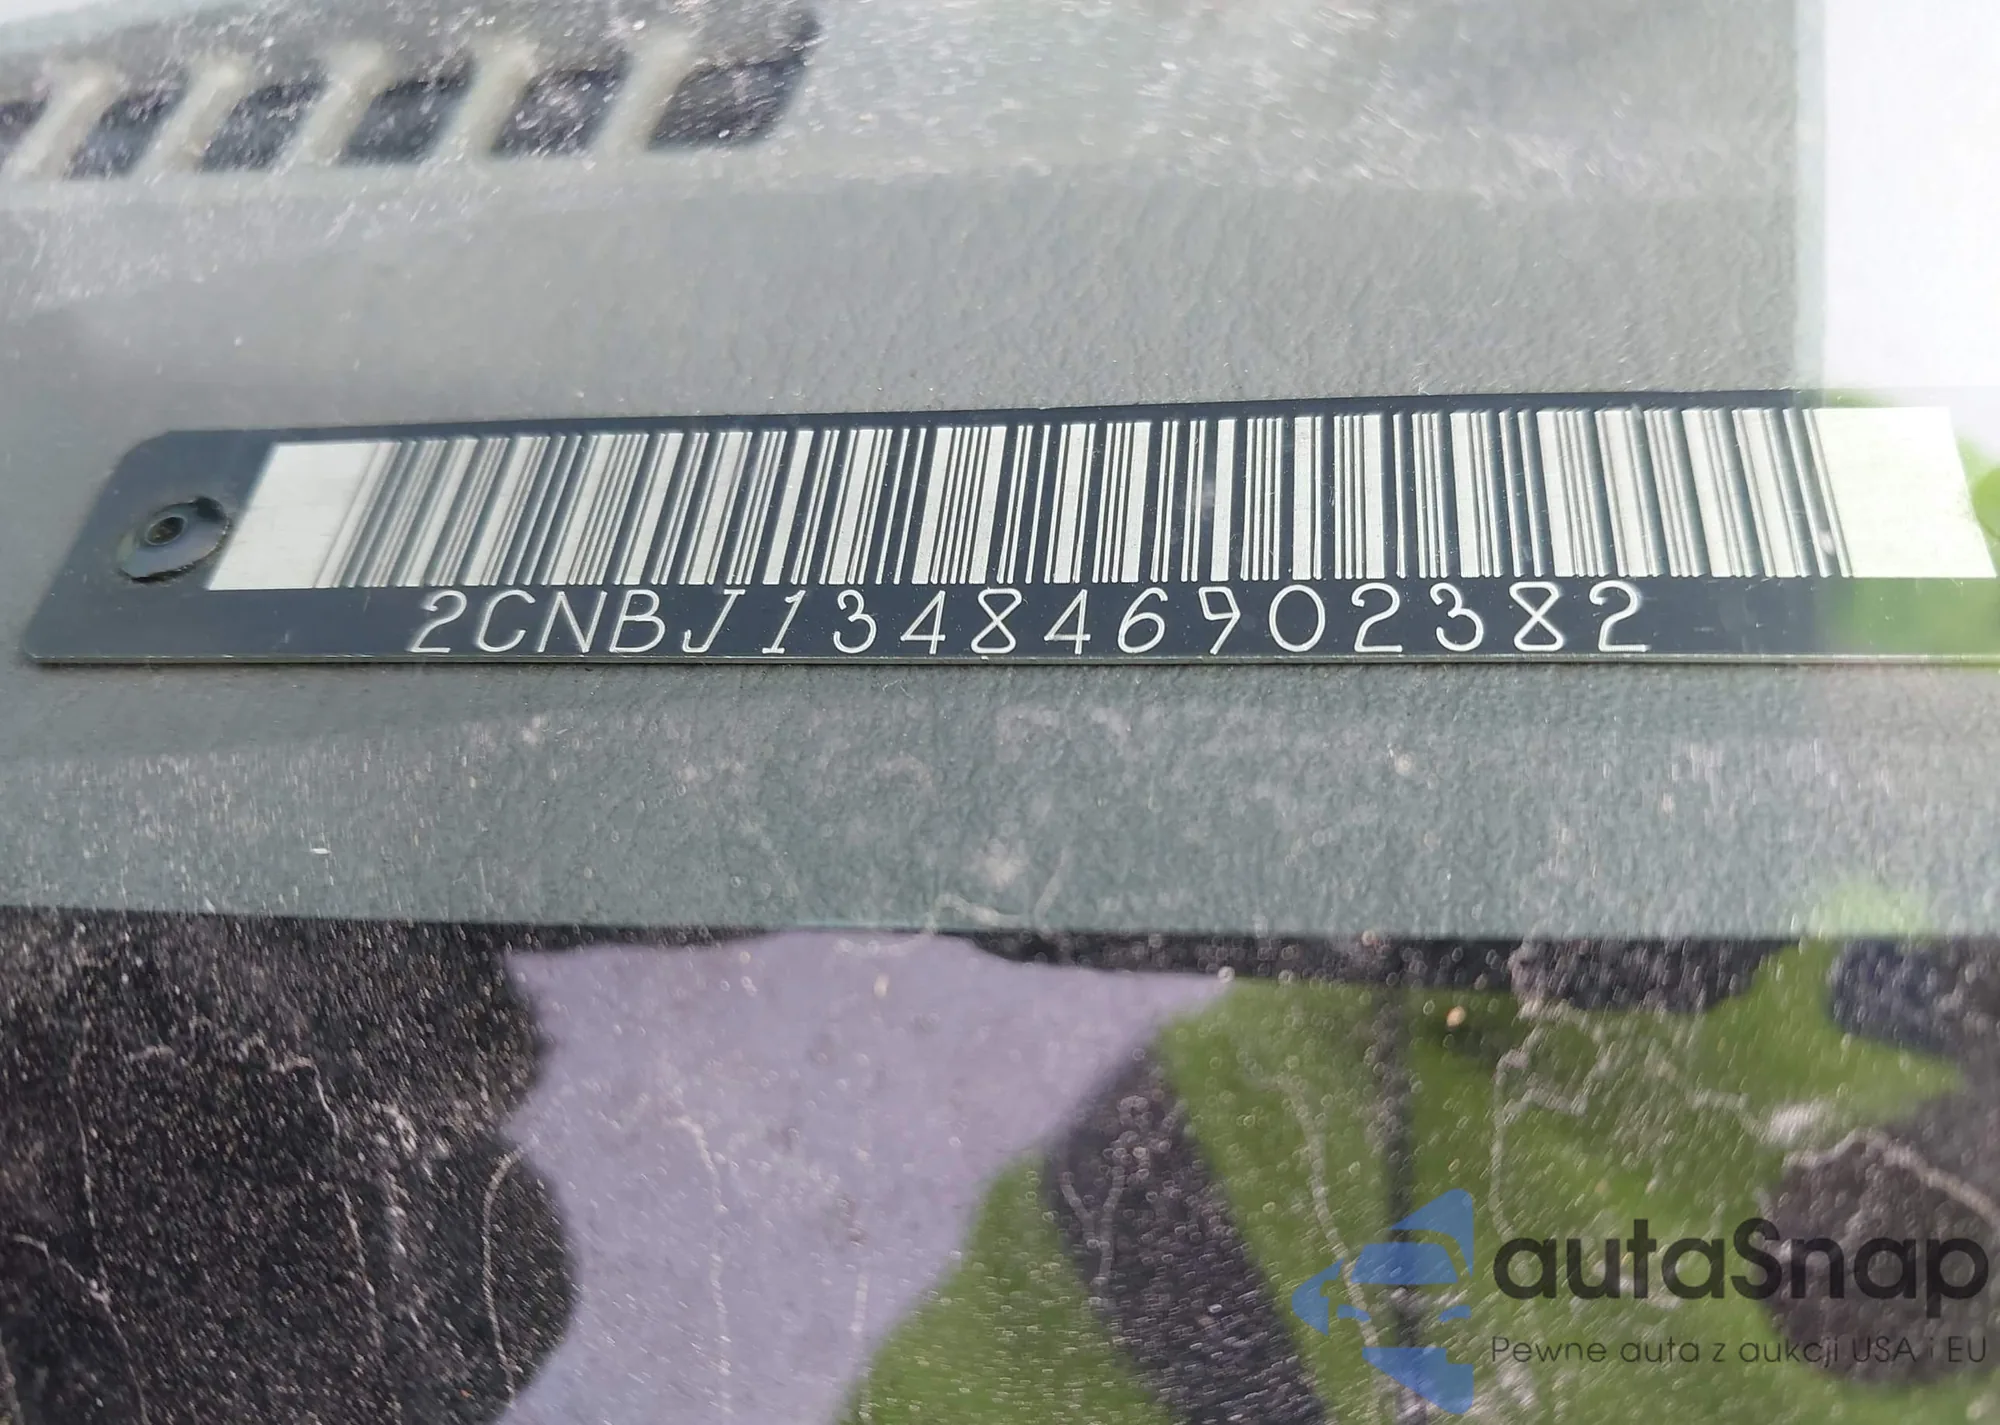 2CNBJ134846902382
autaSnap
Pewne auta z aukcji USA i EU